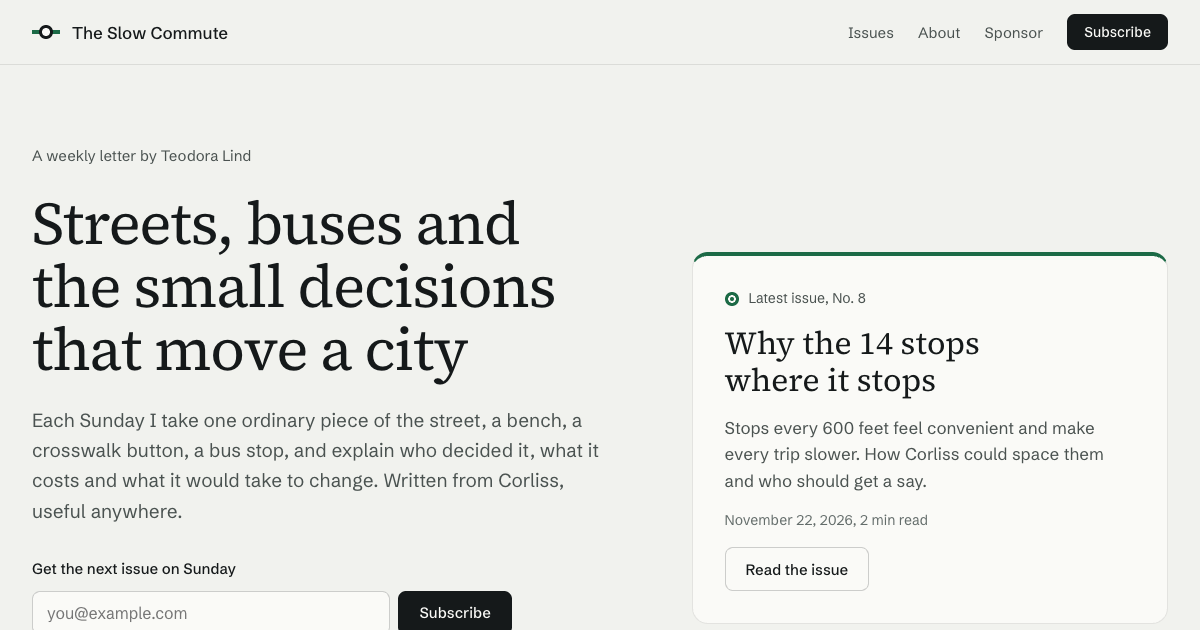 The Slow Commute
Issues
About
Sponsor
Subscribe
A weekly letter by Teodora Lind
Streets, buses and
the small decisions
that move a city
Each Sunday I take one ordinary piece of the street, a bench, a
crosswalk button, a bus stop, and explain who decided it, what it
costs and what it would take to change. Written from Corliss,
useful anywhere.
Get the next issue on Sunday
you@example.com
Subscribe
Latest issue, No. 8
Why the 14 stops
where it stops
Stops every 600 feet feel convenient and make
every trip slower. How Corliss could space them
and who should get a say.
November 22, 2026, 2 min read
Read the issue